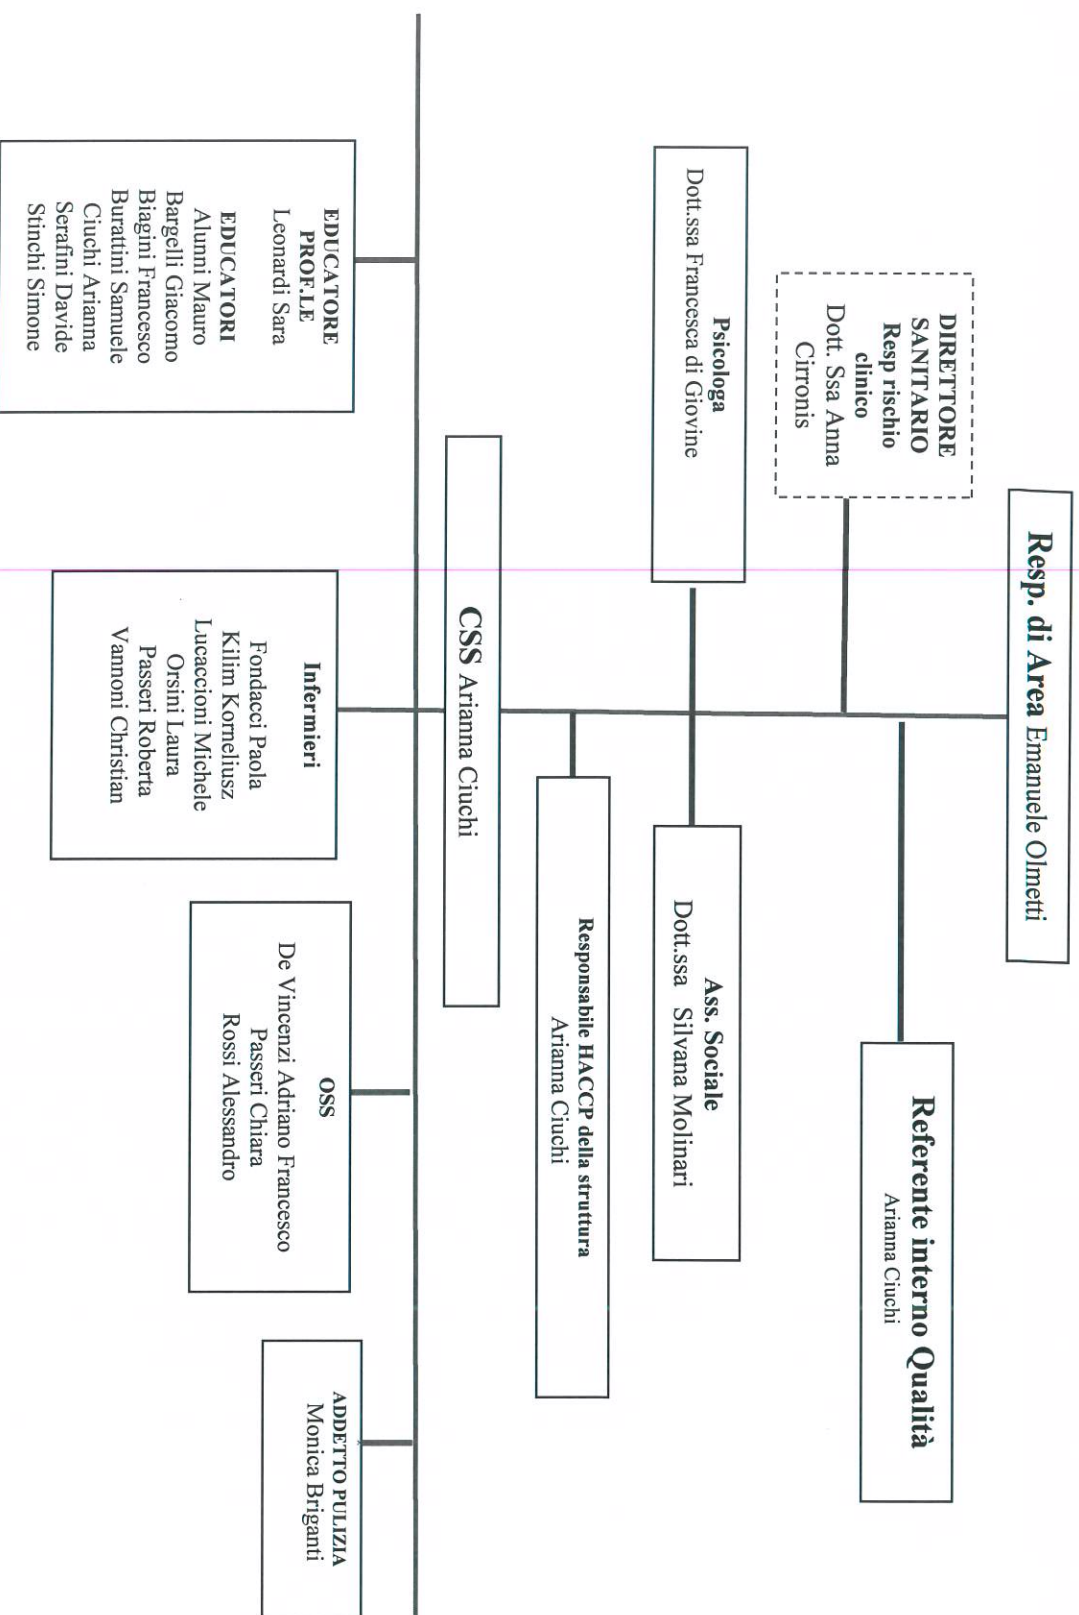 Resp. di Area Emanuele Olmetti
DIRETTORE
SANITARIO
Resp rischio
clinico
Dott. Ssa Anna
Cirronis
Referente interno Qualità
Arianna Ciuchi
Psicologa
Dott.ssa Francesca di Giovine
Ass. Sociale
Dott.ssa Silvana Molinari
Responsabile HACCP della struttura
Arianna Ciuchi
CSS Arianna Ciuchi
EDUCATORE
PROF.LE
Leonardi Sara
EDUCATORI
Alunni Mauro
Bargelli Giacomo
Biagini Francesco
Burattini Samuele
Ciuchi Arianna
Serafini Davide
Stinchi Simone
Infermieri
Fondacci Paola
Kilim Korneliusz
Lucaccioni Michele
Orsini Laura
Passeri Roberta
Vannoni Christian
OSS
De Vincenzi Adriano Francesco
Passeri Chiara
Rossi Alessandro
ADDETTO PULIZIA
Monica Briganti